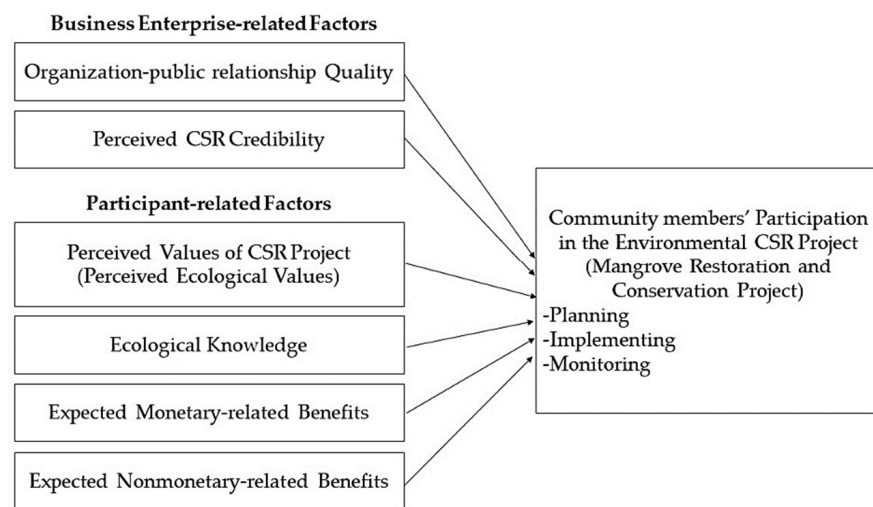 Business Enterprise-related Factors
Organization-public relationship Quality
Perceived CSR Credibility
Participant-related Factors
Perceived Values of CSR Project
(Perceived Ecological Values)
Ecological Knowledge
Expected Monetary-related Benefits
Expected Nonmonetary-related Benefits
Community members' Participation
in the Environmental CSR Project
(Mangrove Restoration and
Conservation Project)
-Planning
-Implementing
-Monitoring